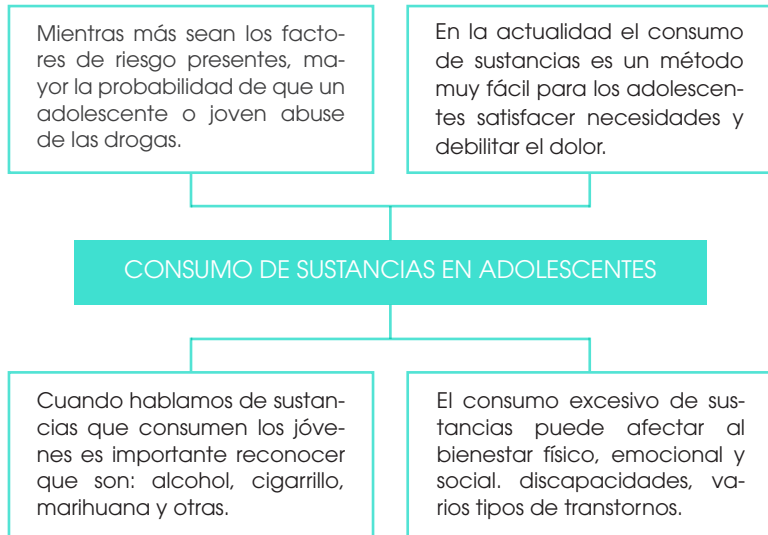 Mientras más sean los facto-
res de riesgo presentes, ma-
yor la probabilidad de que un
adolescente o joven abuse
de las drogas.
En la actualidad el consumo
de sustancias es un método
muy fácil para los adolescen-
tes satisfacer necesidades y
debilitar el dolor.
CONSUMO DE SUSTANCIAS EN ADOLESCENTES
Cuando hablamos de sustan-
cias que consumen los jóve-
nes es importante reconocer
que son: alcohol, cigarrillo,
marihuana y otras.
El consumo excesivo de sus-
tancias puede afectar al
bienestar físico, emocional y
social. discapacidades, va-
rios tipos de transtornos.